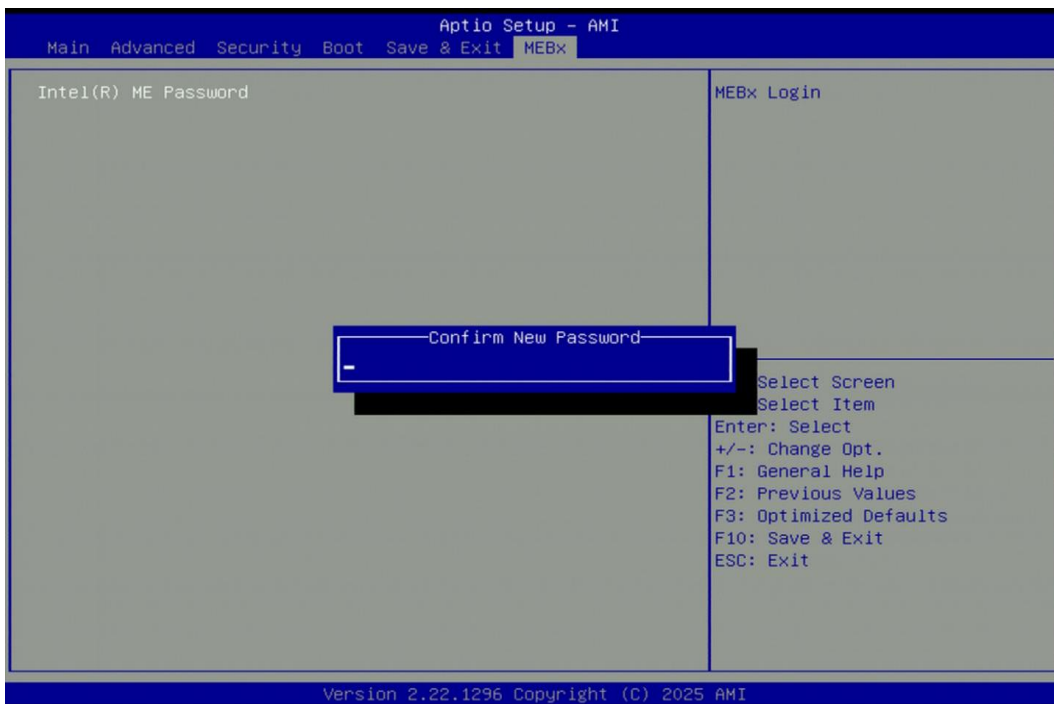 Aptio Setup – AMI
Main Advanced Security Boot Save & Exit MEBx
Intel(R) ME Password
MEBx Login
Confirm New Password
Select Screen
Select Item
Enter: Select
+/-: Change Opt.
F1: General Help
F2: Previous Values
F3: Optimized Defaults
F10: Save & Exit
ESC: Exit
Version 2.22.1296 Copyright (C) 2025 AMI